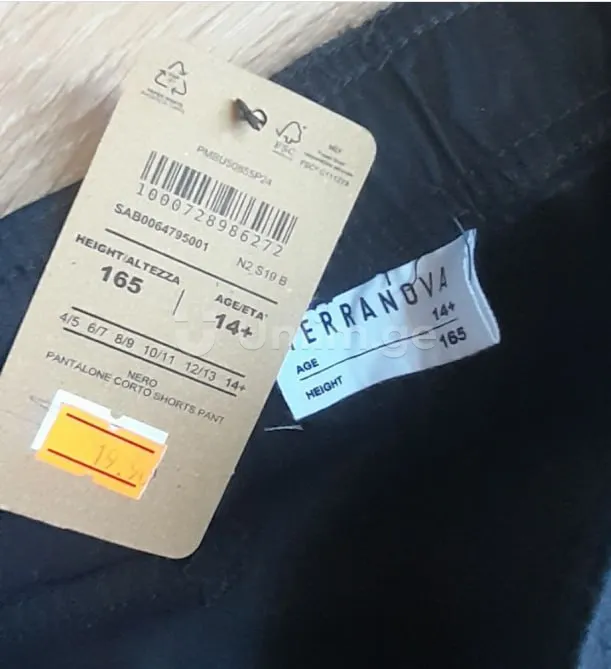 FSC
PMBU50855P24
1000728986272
SAB0064795001
N2 S19 B
HEIGHT/ALTEZZA
165
AGE/ETA'
14+
4/5 6/7 8/9 10/11 12/13 14+
NERO
PANTALONE CORTO SHORTS PANT
ERRANOVA
AGE 14+
HEIGHT 165